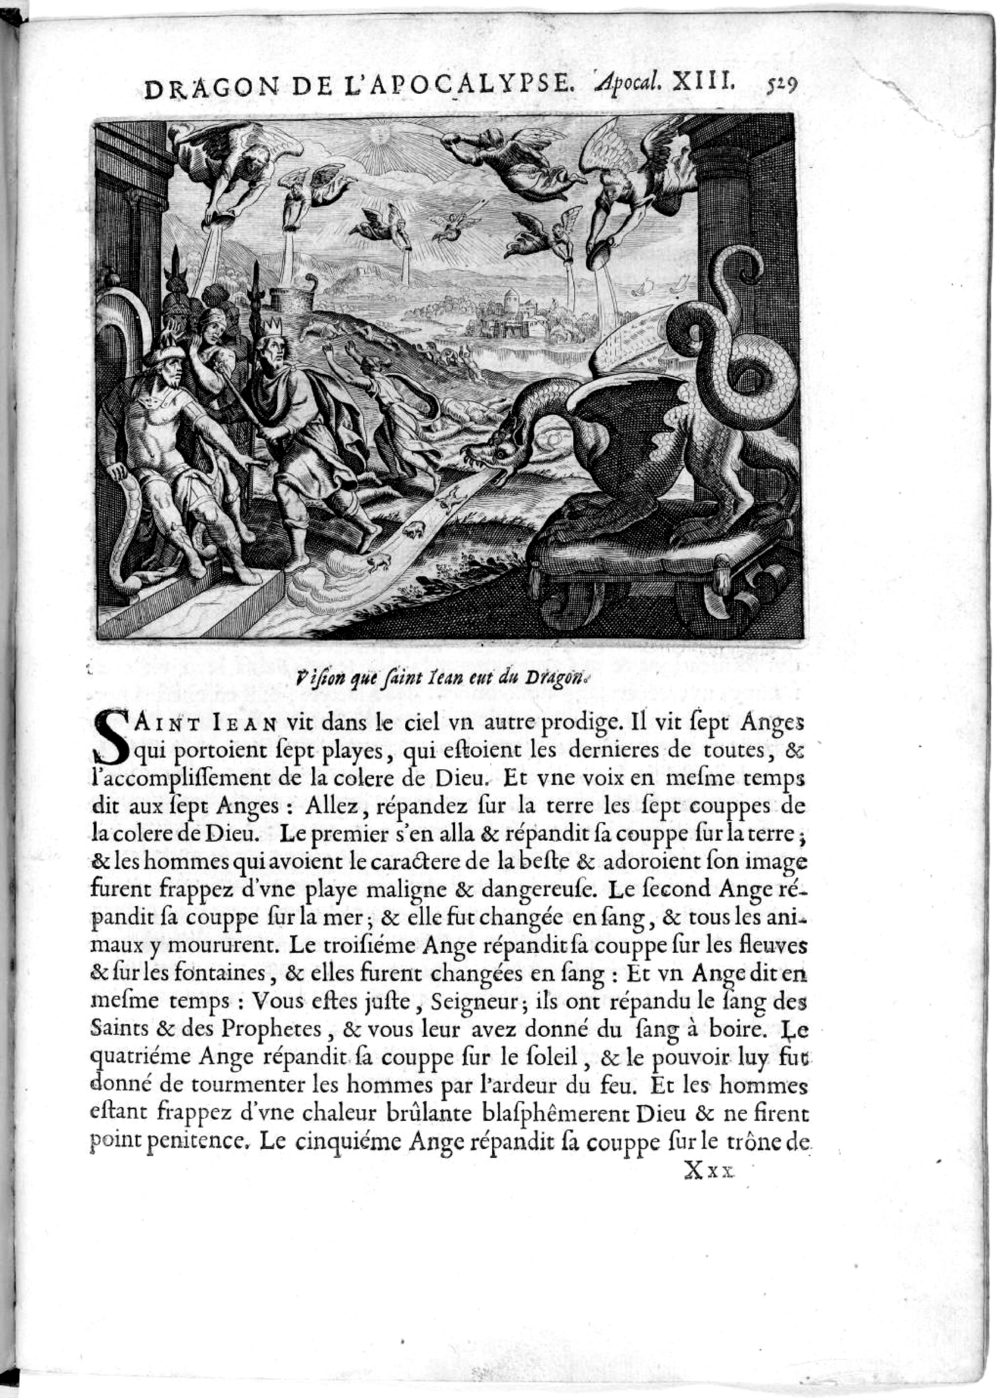 DRAGON DE L'APOCALYPSE. Apocal. XIII. 529
Viſion que ſaint Iean eut du Dragon.
SAINT IEAN vit dans le ciel vn autre prodige. Il vit ſept Anges
qui portoient ſept playes, qui eſtoient les dernieres de toutes, &
l'accompliſſement de la colere de Dieu. Et vne voix en meſme temps
dit aux ſept Anges : Allez, répandez ſur la terre les ſept couppes de
la colere de Dieu. Le premier s'en alla & répandit ſa couppe ſur la terre ;
& les hommes qui avoient le caractere de la beſte & adoroient ſon image
furent frappez d'vne playe maligne & dangereuſe. Le ſecond Ange ré-
pandit ſa couppe ſur la mer ; & elle fut changée en ſang, & tous les ani-
maux y moururent. Le troiſiéme Ange répandit ſa couppe ſur les fleuves
& ſur les fontaines, & elles furent changées en ſang : Et vn Ange dit en
meſme temps : Vous eſtes juſte, Seigneur ; ils ont répandu le ſang des
Saints & des Prophetes, & vous leur avez donné du ſang à boire. Le
quatriéme Ange répandit ſa couppe ſur le ſoleil, & le pouvoir luy fut
donné de tourmenter les hommes par l'ardeur du feu. Et les hommes
eſtant frappez d'vne chaleur brûlante blaſphêmerent Dieu & ne firent
point penitence. Le cinquiéme Ange répandit ſa couppe ſur le trône de
Xxx